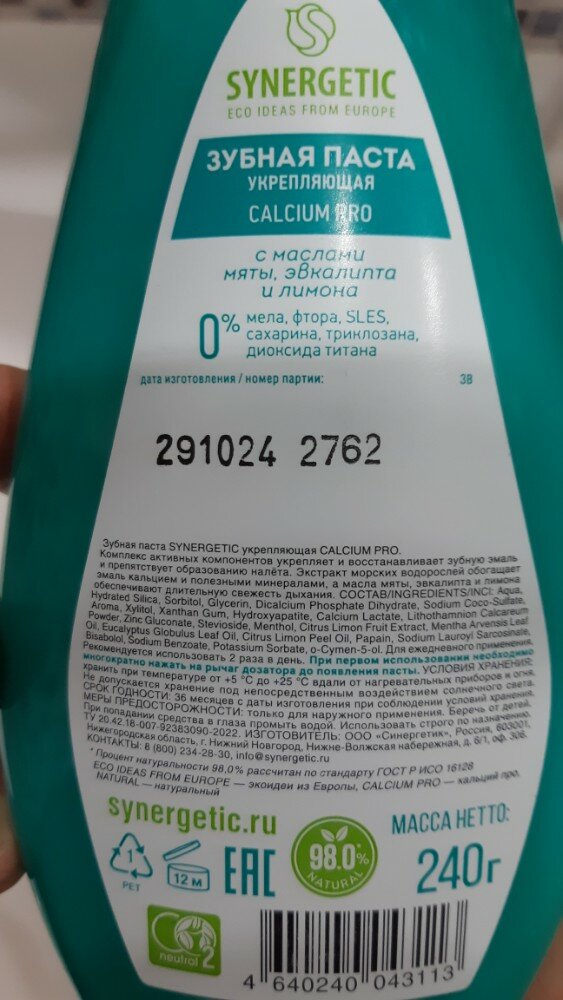 SYNERGETIC
ECO IDEAS FROM EUROPE
ЗУБНАЯ ПАСТА
УКРЕПЛЯЮЩАЯ
CALCIUM PRO
с маслами
мяты, эвкалипта
и лимона
0% мела, фтора, SLES,
сахарина, триклозана,
диоксида титана
дата изготовления / номер партии:
3В
291024 2762
Зубная паста SYNERGETIC укрепляющая CALCIUM PRO.
Комплекс активных компонентов укрепляет и восстанавливает зубную эмаль
и препятствует образованию налёта. Экстракт морских водорослей обогащает
эмаль кальцием и полезными минералами, а масла мяты, эвкалипта и лимона
обеспечивают длительную свежесть дыхания. СОСТАВ/INGREDIENTS/INCI: Aqua,
Hydrated Silica, Sorbitol, Glycerin, Dicalcium Phosphate Dihydrate, Sodium Coco-Sulfate,
Aroma, Xylitol, Xanthan Gum, Hydroxyapatite, Calcium Lactate, Lithothamnion Calcareum
Powder, Zinc Gluconate, Stevioside, Menthol, Citrus Limon Fruit Extract, Mentha Arvensis Leaf
Oil, Eucalyptus Globulus Leaf Oil, Citrus Limon Peel Oil, Papain, Sodium Lauroyl Sarcosinate,
Bisabolol, Sodium Benzoate, Potassium Sorbate, o-Cymen-5-ol. Для ежедневного применения.
Рекомендуется использовать 2 раза в день. При первом использовании необходимо
многократно нажать на рычаг дозатора до появления пасты. УСЛОВИЯ ХРАНЕНИЯ:
хранить при температуре от +5 °С до +25 °С вдали от нагревательных приборов и огня.
Не допускается хранение под непосредственным воздействием солнечного света.
СРОК ГОДНОСТИ: 36 месяцев с даты изготовления при соблюдении условий хранения.
МЕРЫ ПРЕДОСТОРОЖНОСТИ: только для наружного применения. Беречь от детей.
При попадании средства в глаза промыть водой. Использовать строго по назначению.
ТУ 20.42.18-007-92383090-2022. ИЗГОТОВИТЕЛЬ: ООО «Синергетик», Россия, 603001,
Нижегородская область, г. Нижний Новгород, Нижне-Волжская набережная, д. 6/1, оф. 306.
КОНТАКТЫ: 8 (800) 234-28-30, info@synergetic.ru
* Процент натуральности 98,0% рассчитан по стандарту ГОСТ Р ИСО 16128
ECO IDEAS FROM EUROPE — экоидеи из Европы, CALCIUM PRO — кальций про,
NATURAL — натуральный
synergetic.ru
МАССА НЕТТО:
240г
1
PET
12 м
EAC
98.0%
NATURAL
CO2
neutral
4 640240 043113